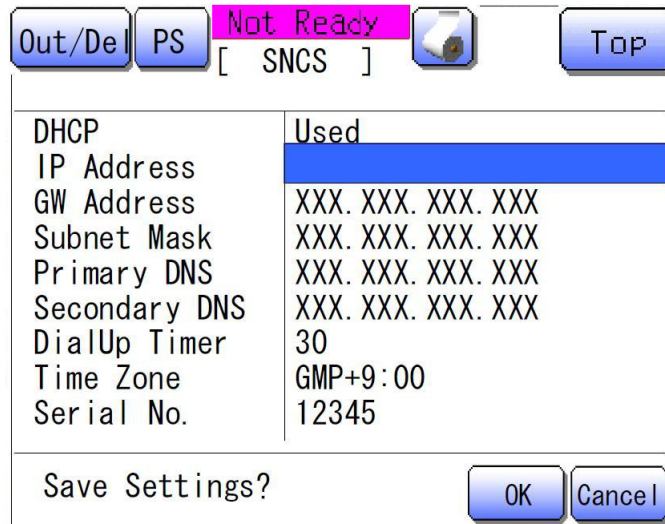 Out/Del PS Not Ready Top
[ SNCS ]
DHCP Used
IP Address
GW Address XXX. XXX. XXX. XXX
Subnet Mask XXX. XXX. XXX. XXX
Primary DNS XXX. XXX. XXX. XXX
Secondary DNS XXX. XXX. XXX. XXX
DialUp Timer 30
Time Zone GMP+9:00
Serial No. 12345
Save Settings? OK Cancel